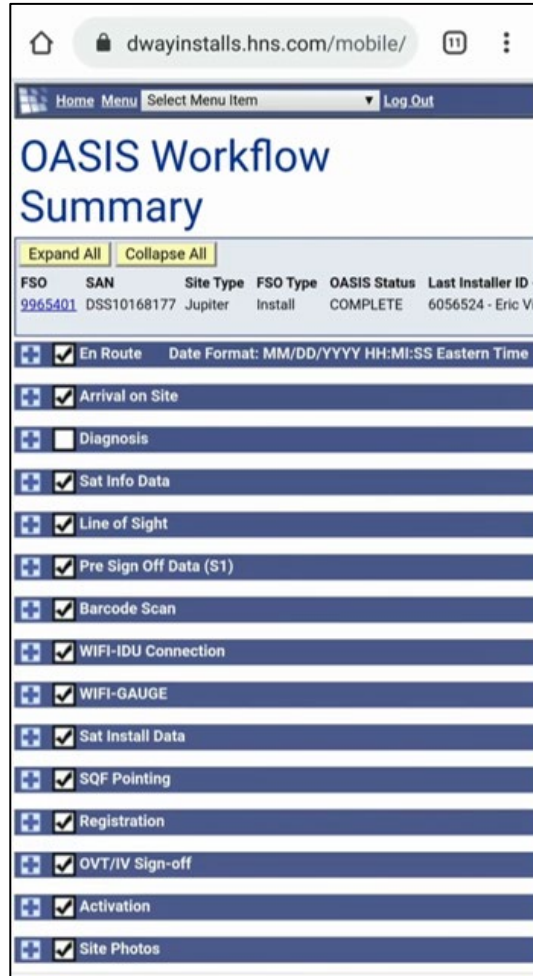 dwayinstalls.hns.com/mobile/ 11
Home Menu Select Menu Item Log Out
OASIS Workflow
Summary
Expand All Collapse All
FSO SAN Site Type FSO Type OASIS Status Last Installer ID
9965401 DSS10168177 Jupiter Install COMPLETE 6056524 - Eric Vi
En Route Date Format: MM/DD/YYYY HH:MI:SS Eastern Time
Arrival on Site
Diagnosis
Sat Info Data
Line of Sight
Pre Sign Off Data (S1)
Barcode Scan
WIFI-IDU Connection
WIFI-GAUGE
Sat Install Data
SQF Pointing
Registration
OVT/IV Sign-off
Activation
Site Photos